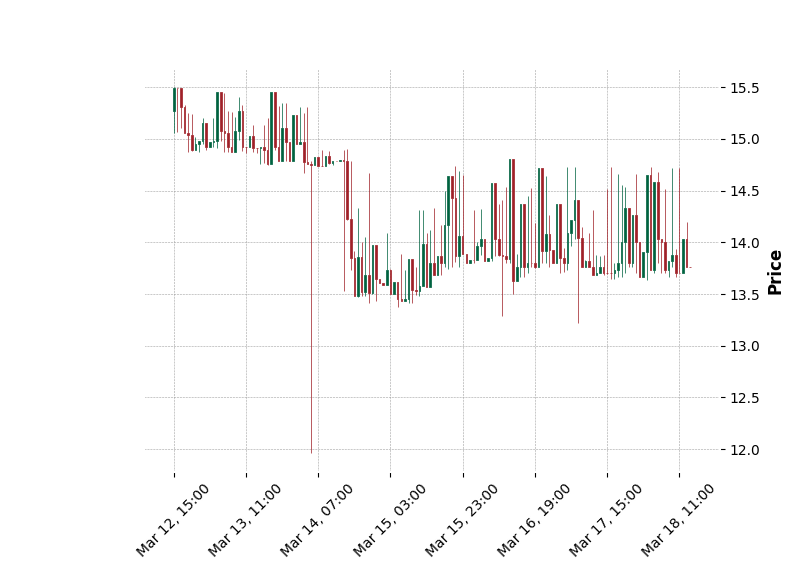 15.5
15.0
14.5
14.0
13.5
13.0
12.5
12.0
Price
Mar 12, 15:00
Mar 13, 11:00
Mar 14, 07:00
Mar 15, 03:00
Mar 15, 23:00
Mar 16, 19:00
Mar 17, 15:00
Mar 18, 11:00